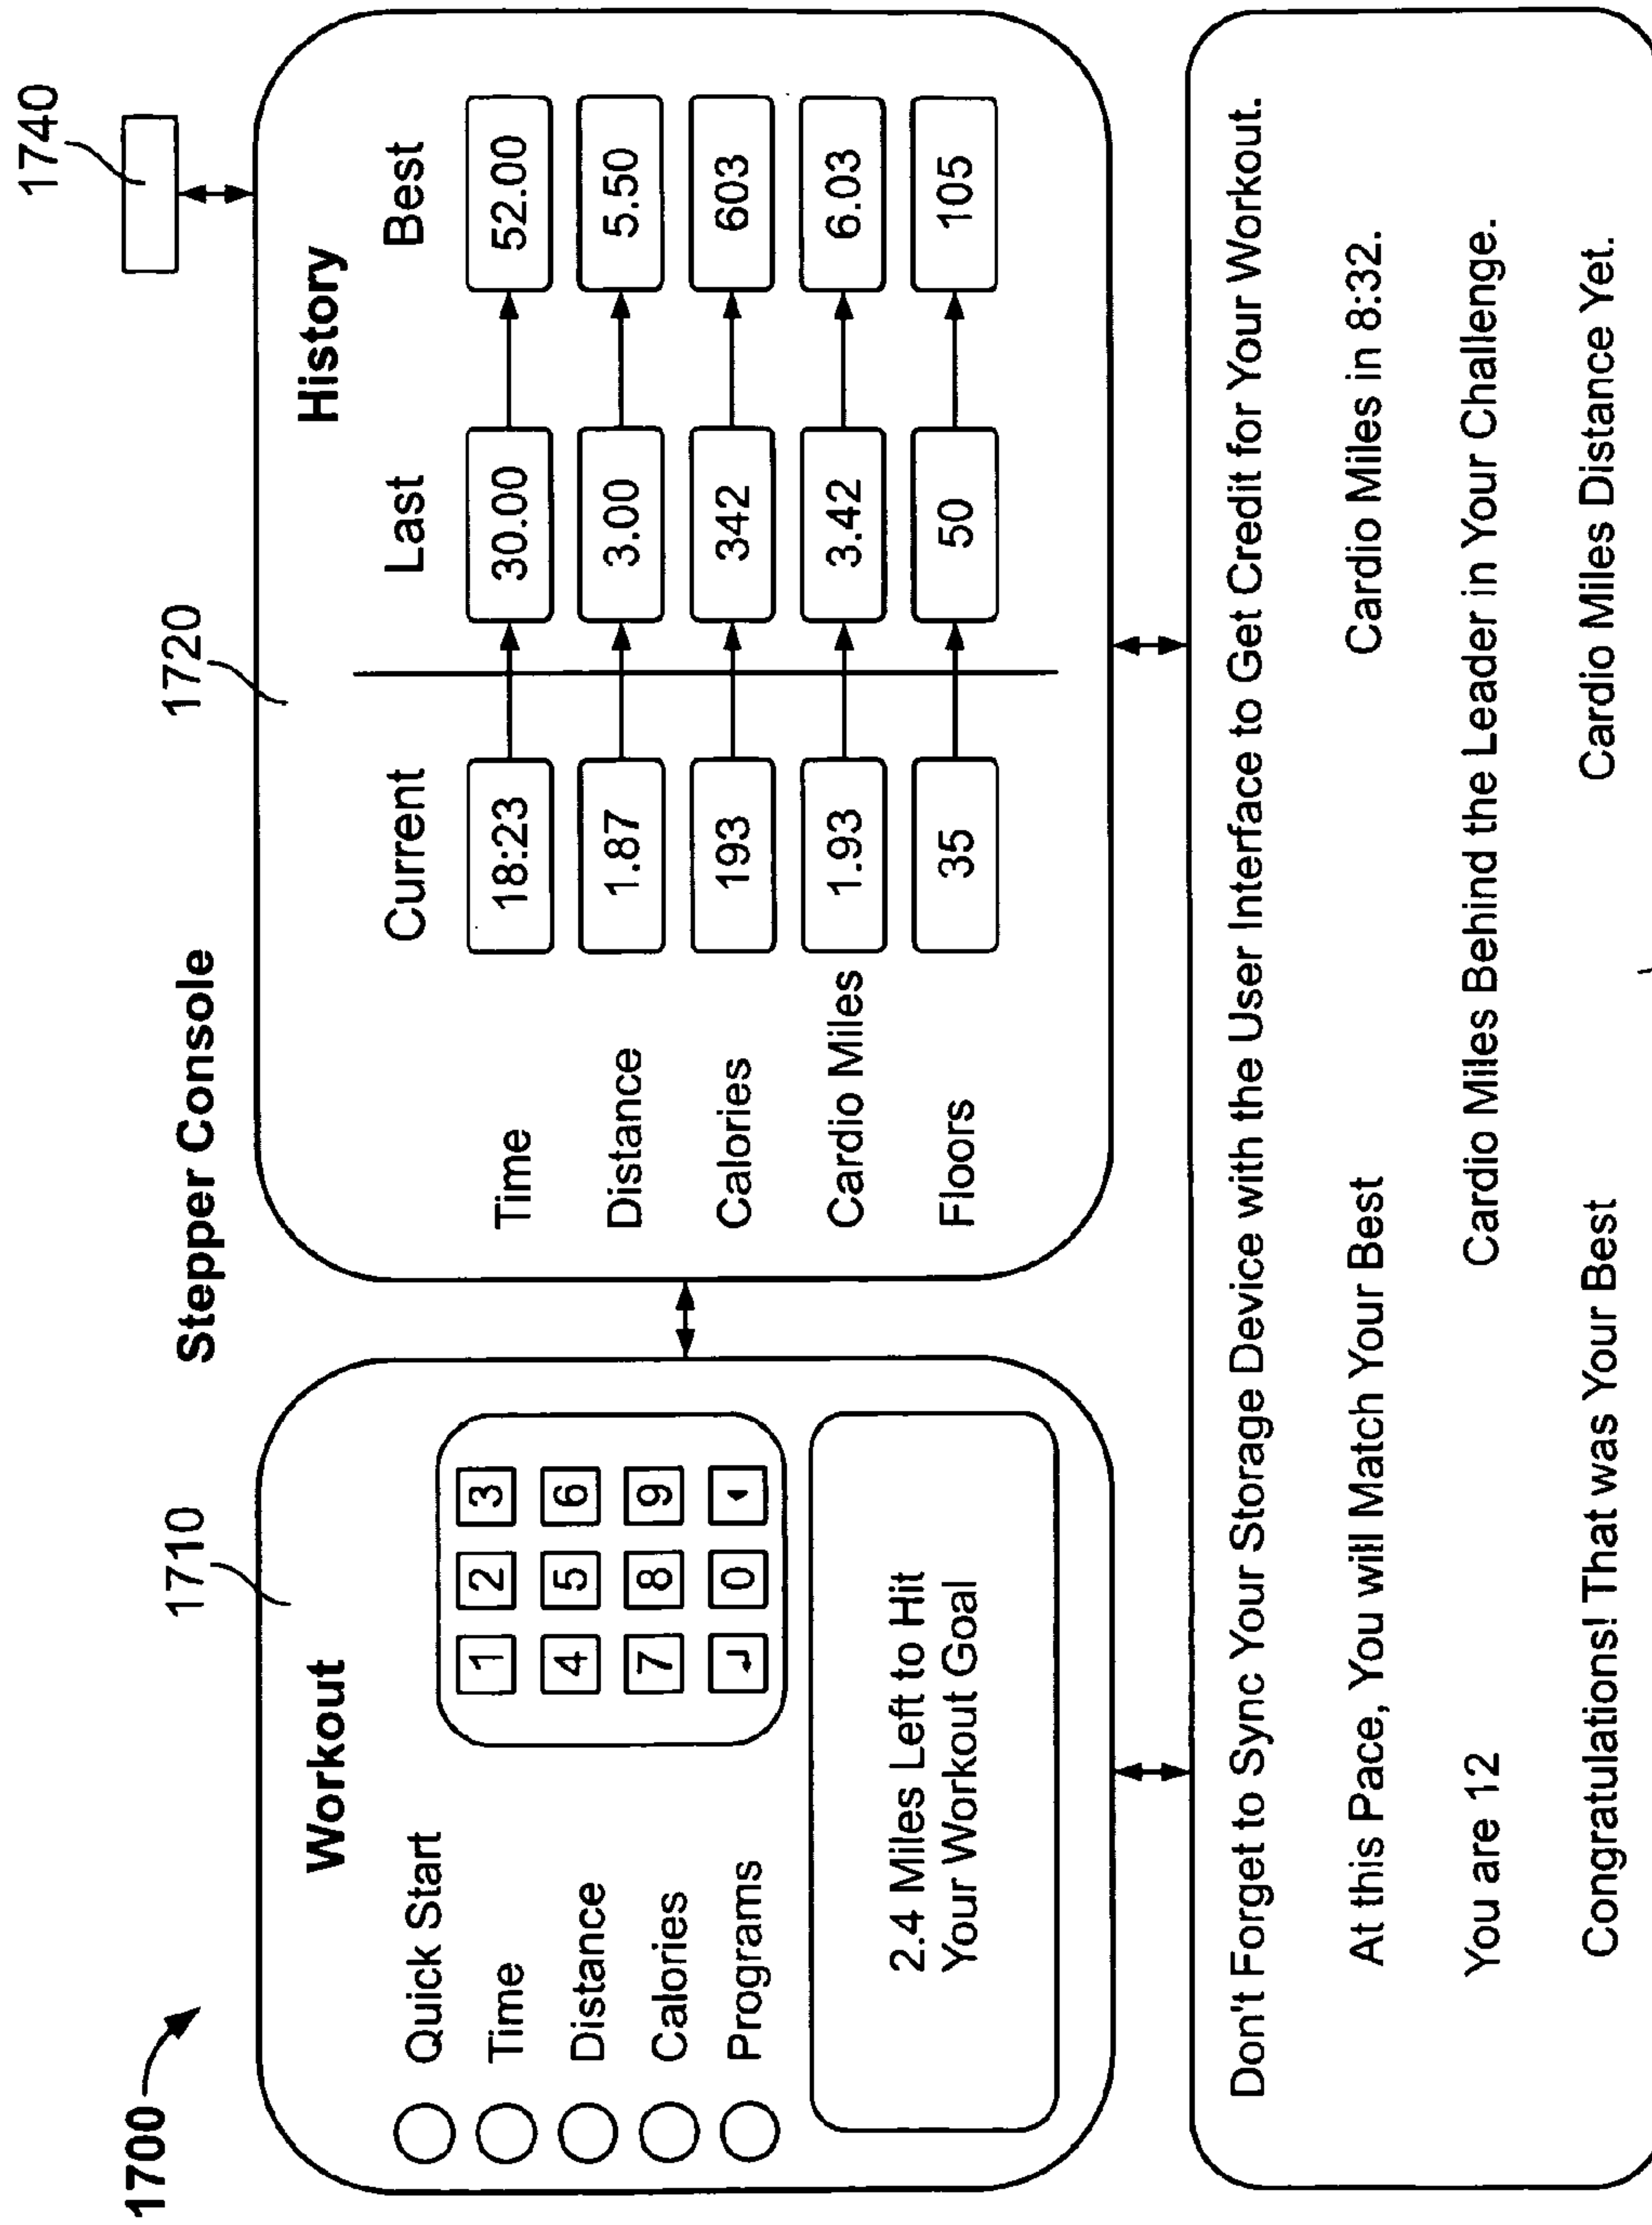 1700
Stepper Console
1740
1710
1720
Workout
Quick Start
Time
Distance
Calories
Programs
1 2 3
4 5 6
7 8 9
0
2.4 Miles Left to Hit
Your Workout Goal
History
Current Last Best
Time 18:23 30.00 52.00
Distance 1.87 3.00 5.50
Calories 193 342 603
Cardio Miles 1.93 3.42 6.03
Floors 35 50 105
Don't Forget to Sync Your Storage Device with the User Interface to Get Credit for Your Workout.
At this Pace, You will Match Your Best Cardio Miles in 8:32.
You are 12 Cardio Miles Behind the Leader in Your Challenge.
Congratulations! That was Your Best Cardio Miles Distance Yet.